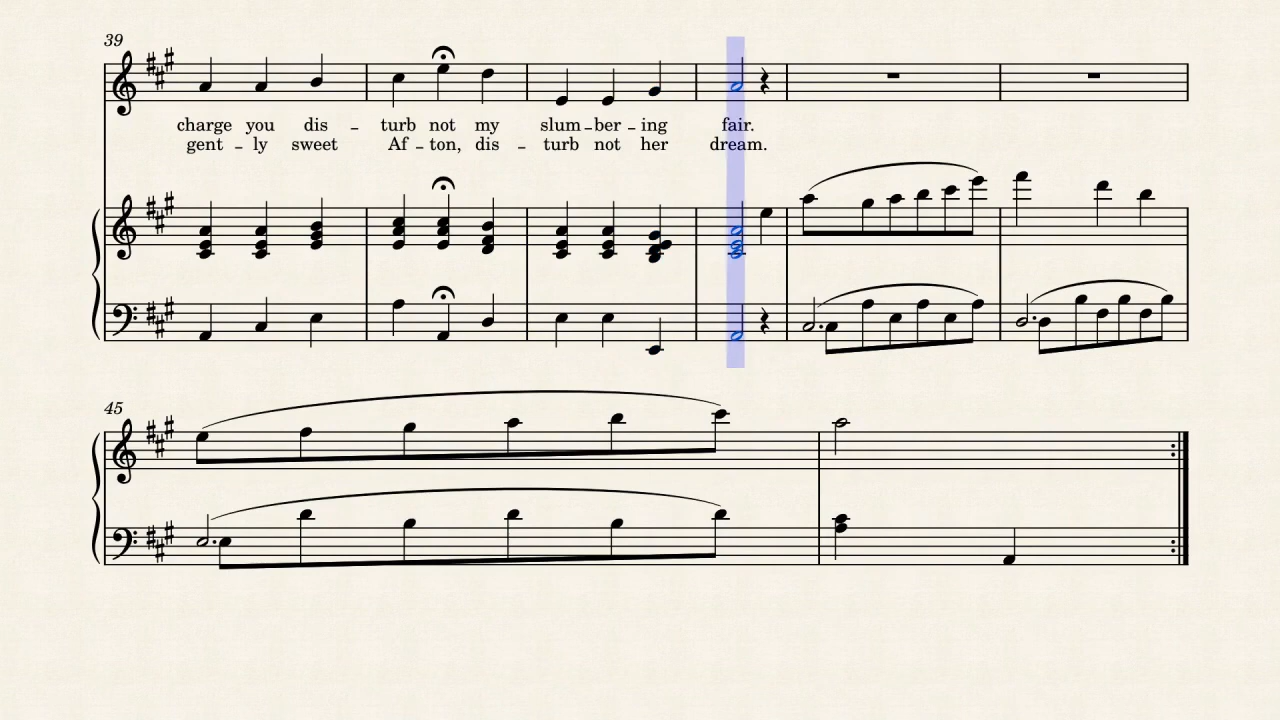 39
charge you dis – turb not my slum – ber – ing fair.
gent – ly sweet Af – ton, dis – turb not her dream.
45